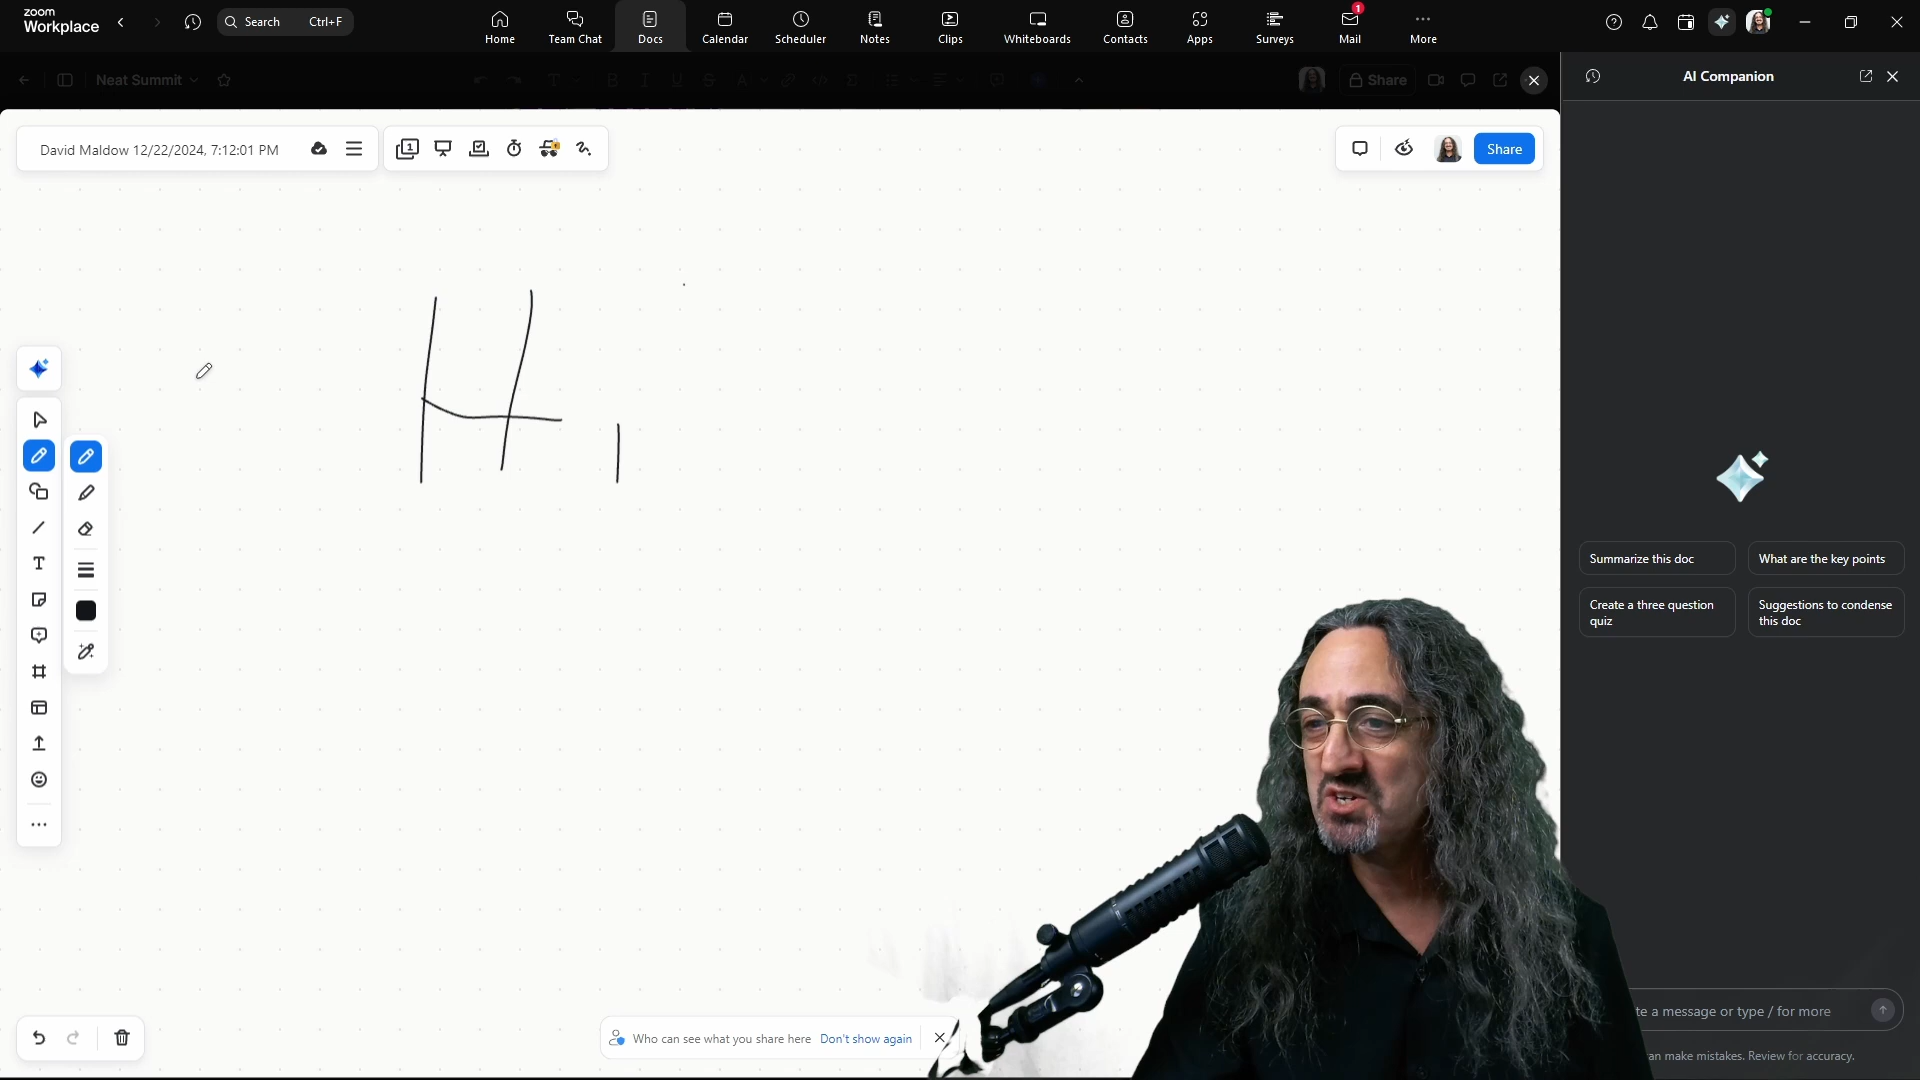 zoom
Workplace
Search Ctrl+F
Home
Team Chat
Docs
Calendar
Scheduler
Notes
Clips
Whiteboards
Contacts
Apps
Surveys
1
Mail
More
Neat Summit
Share
AI Companion
David Maldow 12/22/2024, 7:12:01 PM
1
Share
Hi
Summarize this doc
What are the key points
Create a three question
quiz
Suggestions to condense
this doc
te a message or type / for more
Who can see what you share here Don't show again
an make mistakes. Review for accuracy.